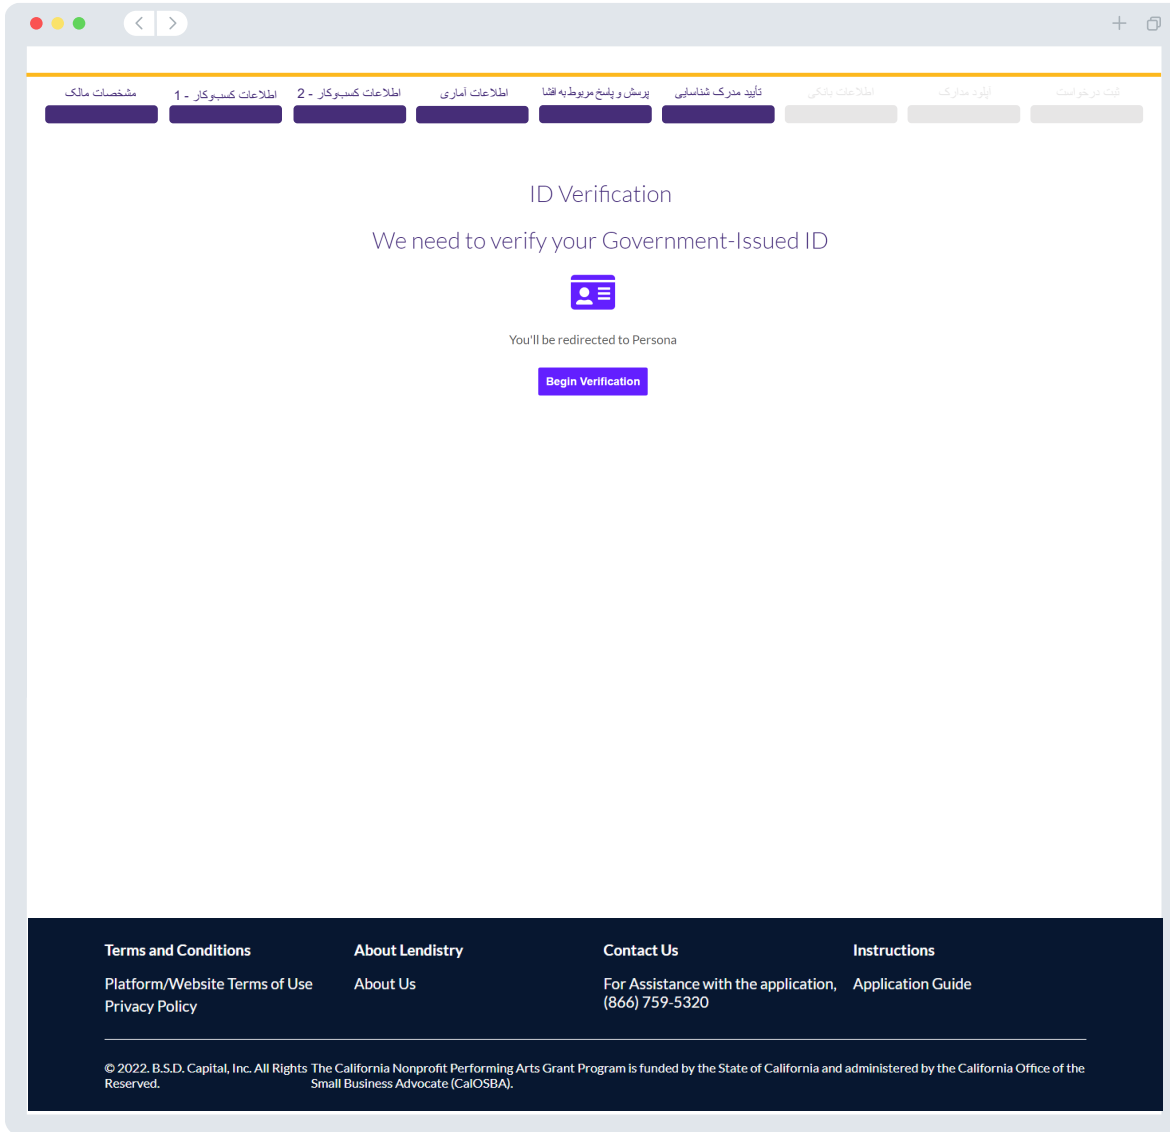 مشخصات مالک
اطلاعات کسب‌وکار - 1
اطلاعات کسب‌وکار - 2
اطلاعات آماری
پرسش و پاسخ مربوط به افشا
تأیید مدرک شناسایی
اطلاعات بانکی
آپلود مدارک
ثبت درخواست
ID Verification
We need to verify your Government-Issued ID
You'll be redirected to Persona
Begin Verification
Terms and Conditions
Platform/Website Terms of Use
Privacy Policy
About Lendistry
About Us
Contact Us
For Assistance with the application,
(866) 759-5320
Instructions
Application Guide
© 2022. B.S.D. Capital, Inc. All Rights
Reserved.
The California Nonprofit Performing Arts Grant Program is funded by the State of California and administered by the California Office of the
Small Business Advocate (CalOSBA).